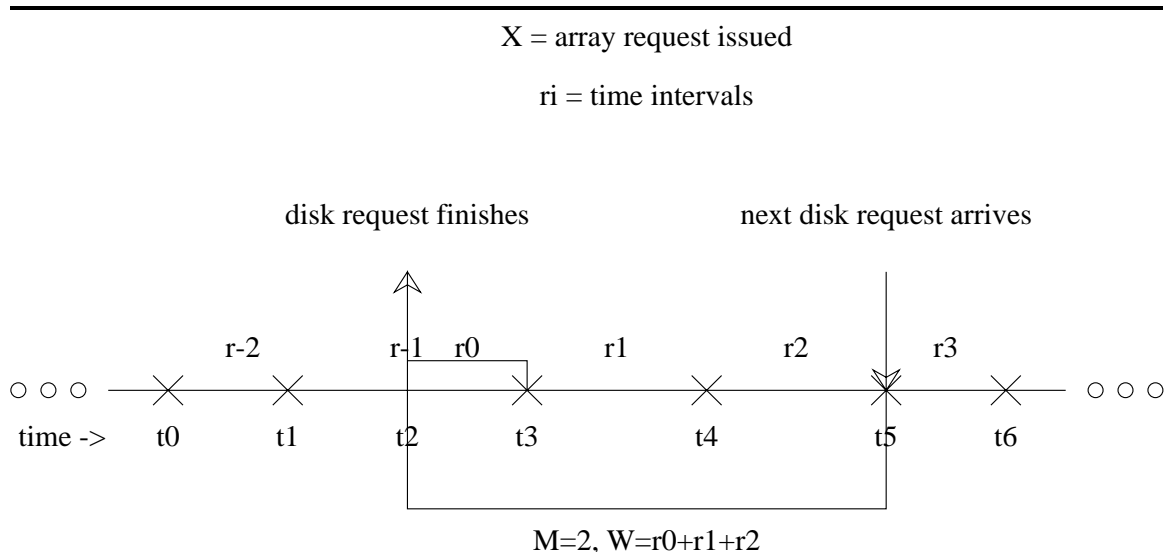 X = array request issued
ri = time intervals
disk request finishes next disk request arrives
r-2 r-1 r0 r1 r2 r3
time -> t0 t1 t2 t3 t4 t5 t6
M=2, W=r0+r1+r2